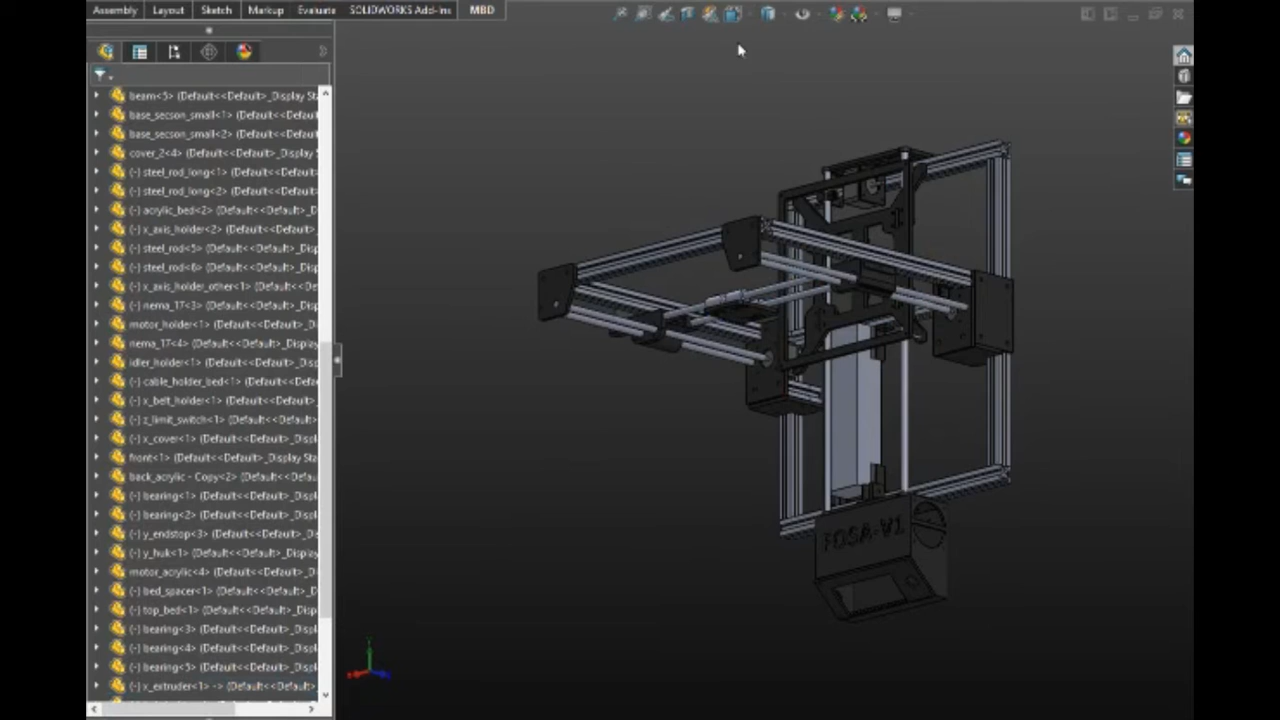 Assembly Layout Sketch Markup Evaluate SOLIDWORKS Add-Ins MBD
beam<5> (Default<<Default>_Display Sta
base_secson_small<1> (Default<<Defaul
base_secson_small<2> (Default<<Defaul
cover_2<4> (Default<<Default>_Display
(-) steel_rod_long<1> (Default<<Default
(-) steel_rod_long<2> (Default<<Default
(-) acrylic_bed<2> (Default<<Default>_D
(-) x_axis_holder<2> (Default<<Default
(-) steel_rod<5> (Default<<Default>_Disp
(-) steel_rod<6> (Default<<Default>_Disp
(-) x_axis_holder_other<1> (Default<<De
(-) nema_17<3> (Default<<Default>_Disp
motor_holder<1> (Default<<Default>_D
nema_17<4> (Default<<Default>_Display
idler_holder<1> (Default<<Default>_Disp
(-) cable_holder_bed<1> (Default<<Defa
(-) x_belt_holder<1> (Default<<Default>
(-) z_limit_switch<1> (Default<<Default>
(-) x_cover<1> (Default<<Default>_Displ
front<1> (Default<<Default>_Display Sta
back_acrylic - Copy<2> (Default<<Defau
(-) bearing<1> (Default<<Default>_Displ
(-) bearing<2> (Default<<Default>_Displ
(-) y_endstop<3> (Default<<Default>_Di
(-) y_huk<1> (Default<<Default>_Display
motor_acrylic<4> (Default<<Default>_D
(-) bed_spacer<1> (Default<<Default>_D
(-) top_bed<1> (Default<<Default>_Disp
(-) bearing<3> (Default<<Default>_Displ
(-) bearing<4> (Default<<Default>_Displ
(-) bearing<5> (Default<<Default>_Displ
(-) x_extruder<1> -> (Default<<Default>
FOSA-V1